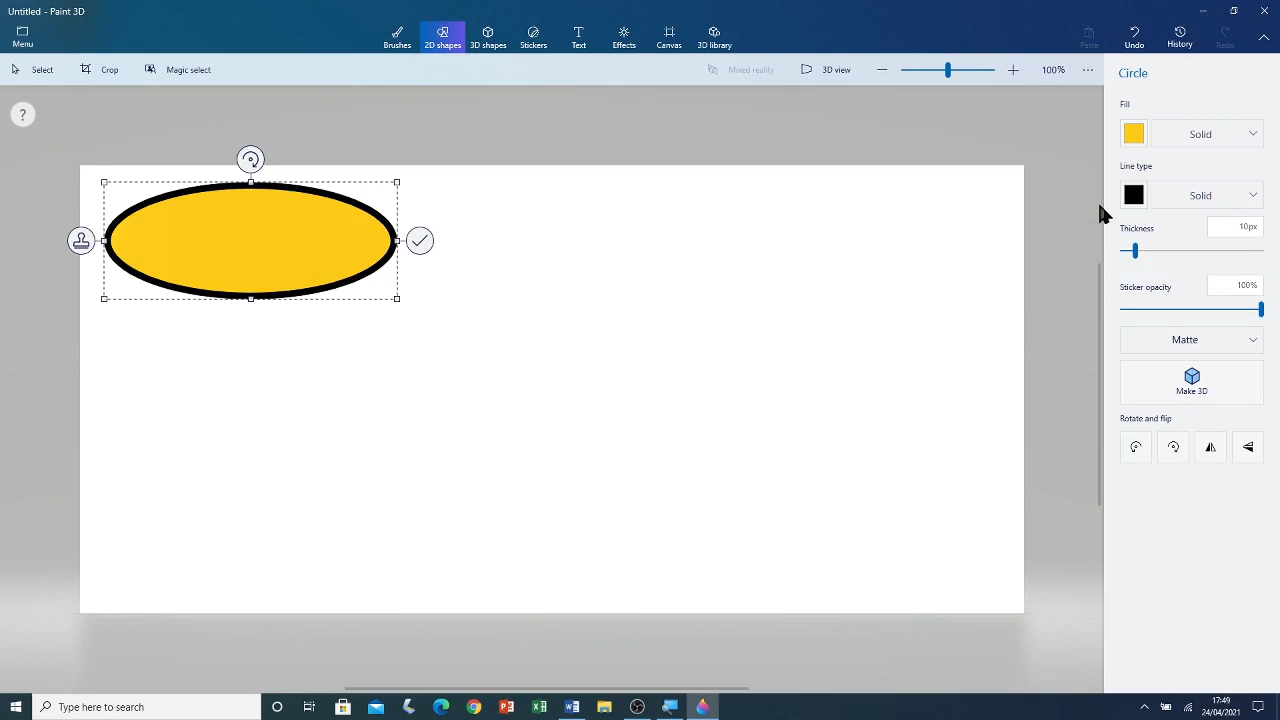 Untitled - Paint 3D
Menu
Brushes 2D shapes 3D shapes Stickers Text Effects Canvas 3D library
Paste Undo History Redo
Select Crop Magic select Mixed reality 3D view 100%
?
Circle
Fill
Solid
Line type
Solid
Thickness 10px
Sticker opacity 100%
Matte
Make 3D
Rotate and flip
Type here to search
17:49
24/04/2021